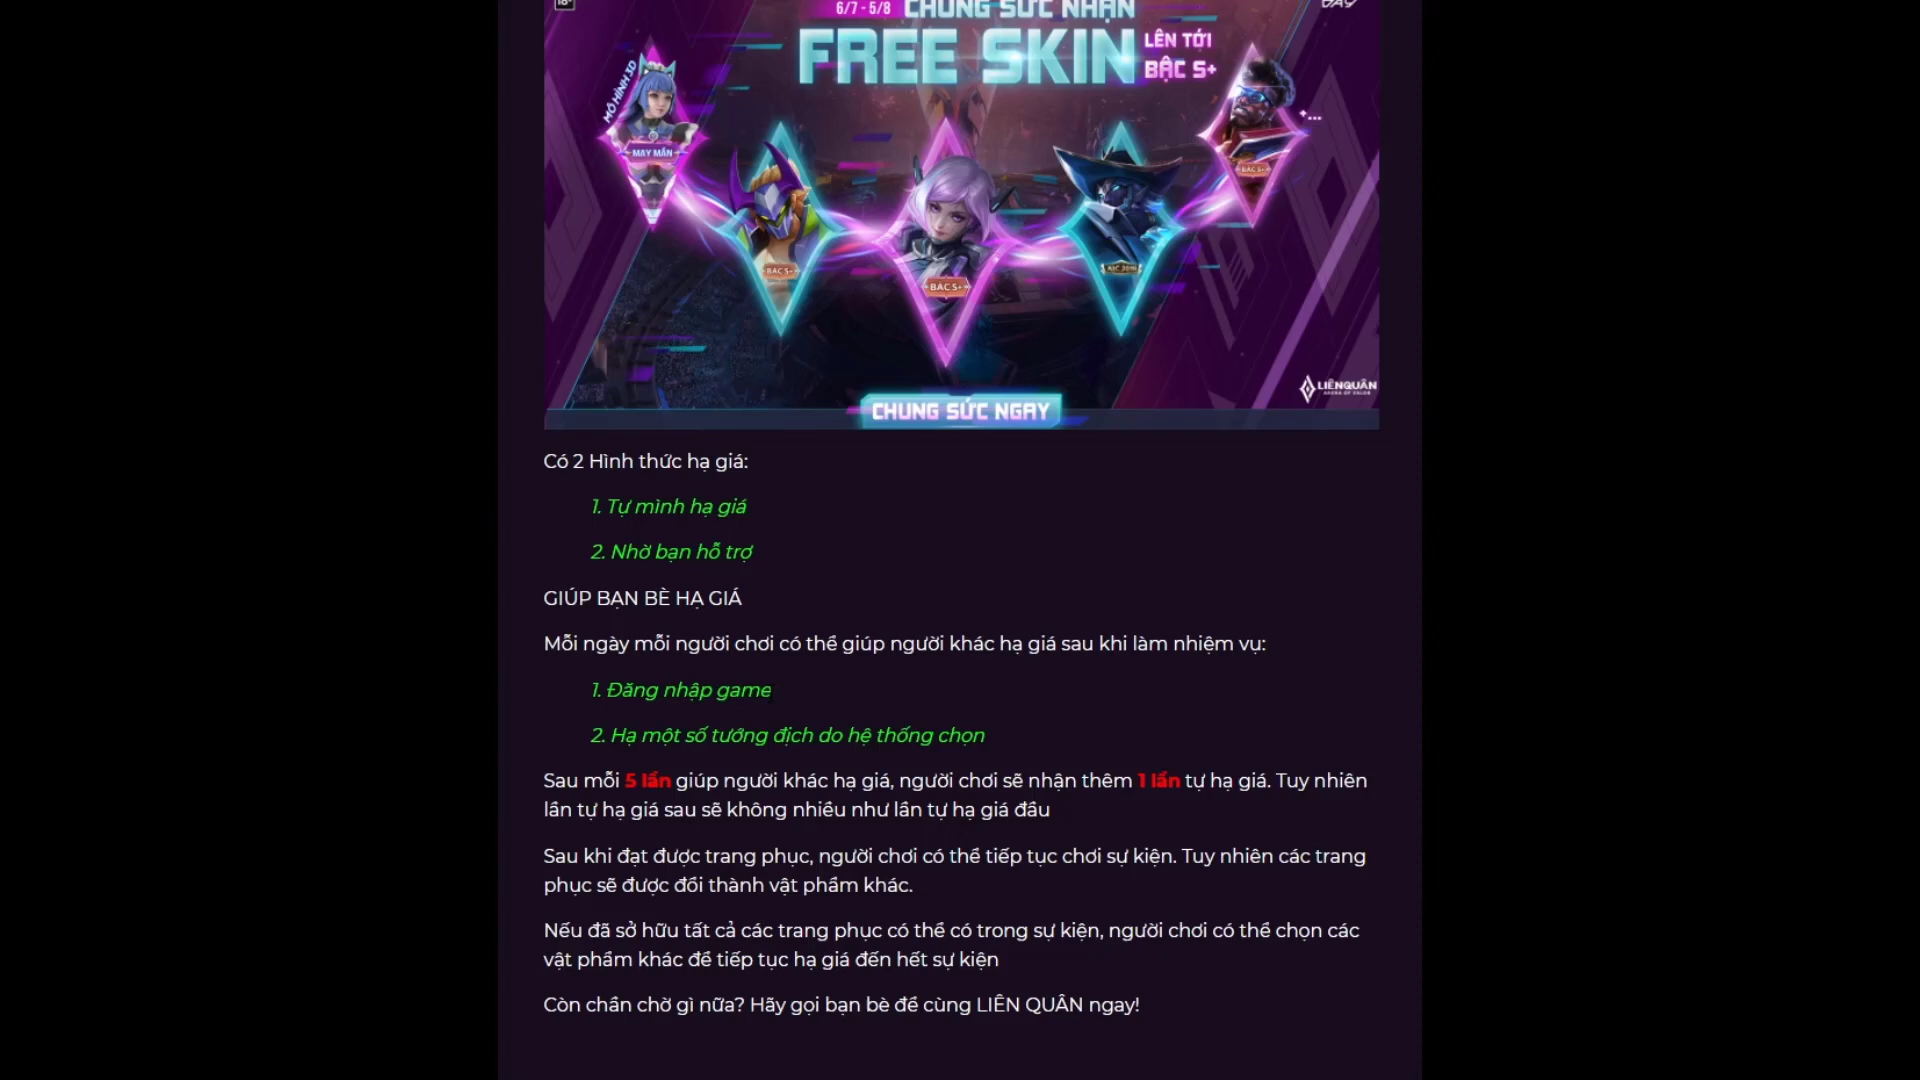 18+
6/7 - 5/8 CHUNG SỨC NHẬN
FREE SKIN LÊN TỚI
BẬC S+
MÔ HÌNH 3D
MAY MẮN
BẬC S+
BẬC S+
AIC 2019
BẬC S+
+...
LIÊNQUÂN
ARENA OF VALOR
CHUNG SỨC NGAY
Có 2 Hình thức hạ giá:
1. Tự mình hạ giá
2. Nhờ bạn hỗ trợ
GIÚP BẠN BÈ HẠ GIÁ
Mỗi ngày mỗi người chơi có thể giúp người khác hạ giá sau khi làm nhiệm vụ:
1. Đăng nhập game
2. Hạ một số tướng địch do hệ thống chọn
Sau mỗi 5 lần giúp người khác hạ giá, người chơi sẽ nhận thêm 1 lần tự hạ giá. Tuy nhiên
lần tự hạ giá sau sẽ không nhiều như lần tự hạ giá đầu
Sau khi đạt được trang phục, người chơi có thể tiếp tục chơi sự kiện. Tuy nhiên các trang
phục sẽ được đổi thành vật phẩm khác.
Nếu đã sở hữu tất cả các trang phục có thể có trong sự kiện, người chơi có thể chọn các
vật phẩm khác để tiếp tục hạ giá đến hết sự kiện
Còn chần chờ gì nữa? Hãy gọi bạn bè để cùng LIÊN QUÂN ngay!